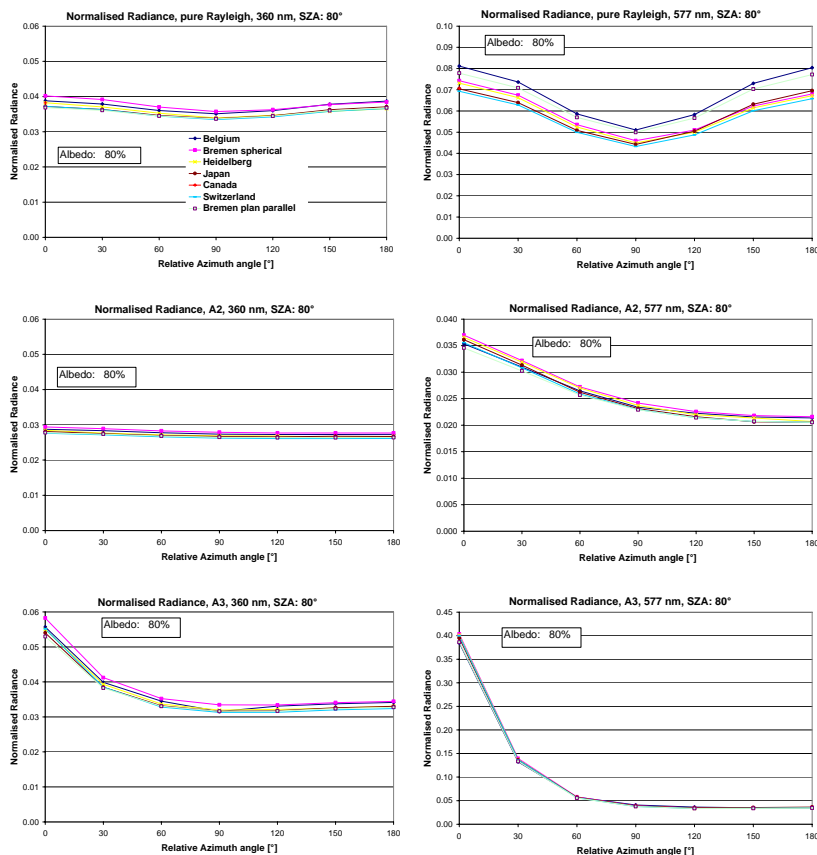 Normalised Radiance, pure Rayleigh, 360 nm, SZA: 80°
Normalised Radiance
0.06
0.05
0.04
0.03
0.02
0.01
0.00
Belgium
Bremen spherical
Heidelberg
Japan
Canada
Switzerland
Bremen plan parallel
Albedo: 80%
0 30 60 90 120 150 180
Relative Azimuth angle [°]
Normalised Radiance, pure Rayleigh, 577 nm, SZA: 80°
Normalised Radiance
0.10
0.09
0.08
0.07
0.06
0.05
0.04
0.03
0.02
0.01
0.00
Albedo: 80%
0 30 60 90 120 150 180
Relative Azimuth angle [°]
Normalised Radiance, A2, 360 nm, SZA: 80°
Normalised Radiance
0.06
0.05
0.04
0.03
0.02
0.01
0.00
Albedo: 80%
0 30 60 90 120 150 180
Relative Azimuth angle [°]
Normalised Radiance, A2, 577 nm, SZA: 80°
Normalised Radiance
0.040
0.035
0.030
0.025
0.020
0.015
0.010
0.005
0.000
Albedo: 80%
0 30 60 90 120 150 180
Relative Azimuth angle [°]
Normalised Radiance, A3, 360 nm, SZA: 80°
Normalised Radiance
0.06
0.05
0.04
0.03
0.02
0.01
0.00
Albedo: 80%
0 30 60 90 120 150 180
Relative Azimuth angle [°]
Normalised Radiance, A3, 577 nm, SZA: 80°
Normalised Radiance
0.45
0.40
0.35
0.30
0.25
0.20
0.15
0.10
0.05
0.00
Albedo: 80%
0 30 60 90 120 150 180
Relative Azimuth angle [°]